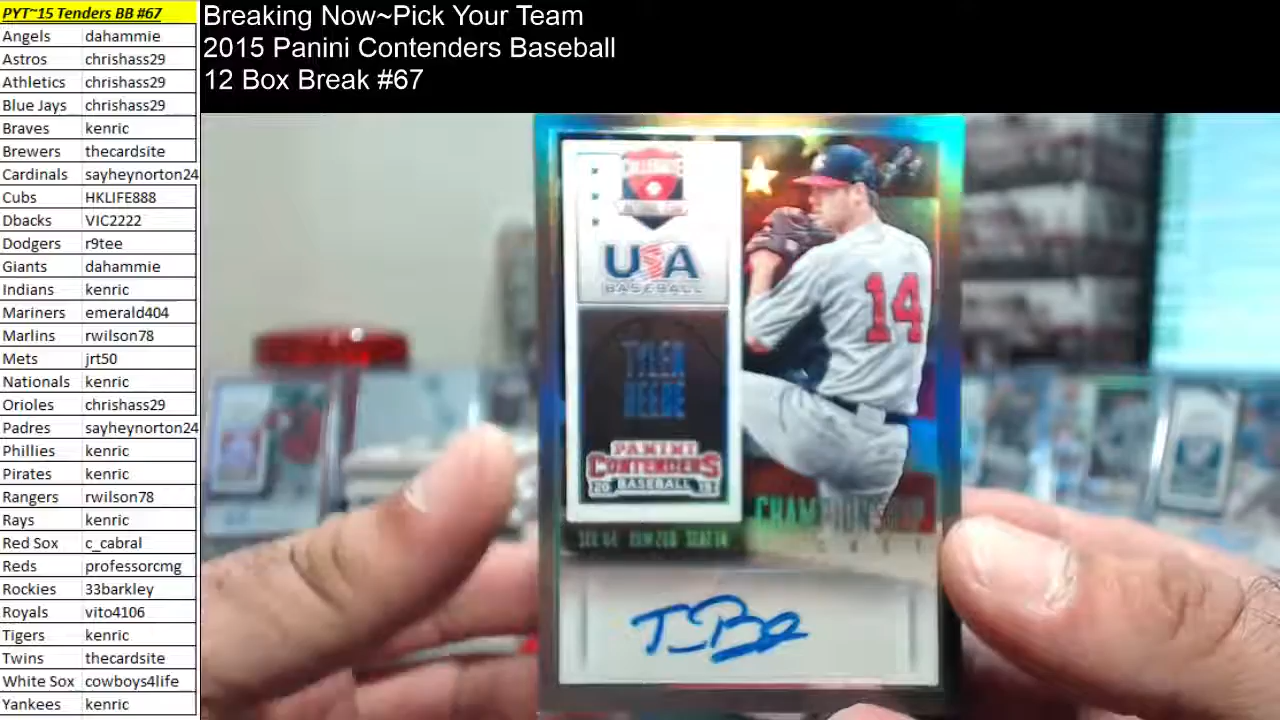 PYT~15 Tenders BB #67
Angels dahammie
Astros chrishass29
Athletics chrishass29
Blue Jays chrishass29
Braves kenric
Brewers thecardsite
Cardinals sayheynorton24
Cubs HKLIFE888
Dbacks VIC2222
Dodgers r9tee
Giants dahammie
Indians kenric
Mariners emerald404
Marlins rwilson78
Mets jrt50
Nationals kenric
Orioles chrishass29
Padres sayheynorton24
Phillies kenric
Pirates kenric
Rangers rwilson78
Rays kenric
Red Sox c_cabral
Reds professorcmg
Rockies 33barkley
Royals vito4106
Tigers kenric
Twins thecardsite
White Sox cowboys4life
Yankees kenric
Breaking Now~Pick Your Team
2015 Panini Contenders Baseball
12 Box Break #67
USA
BASEBALL
TYLER
PANINI
CONTENDERS
20 BASEBALL 15
14
CHAMPIONSHIP